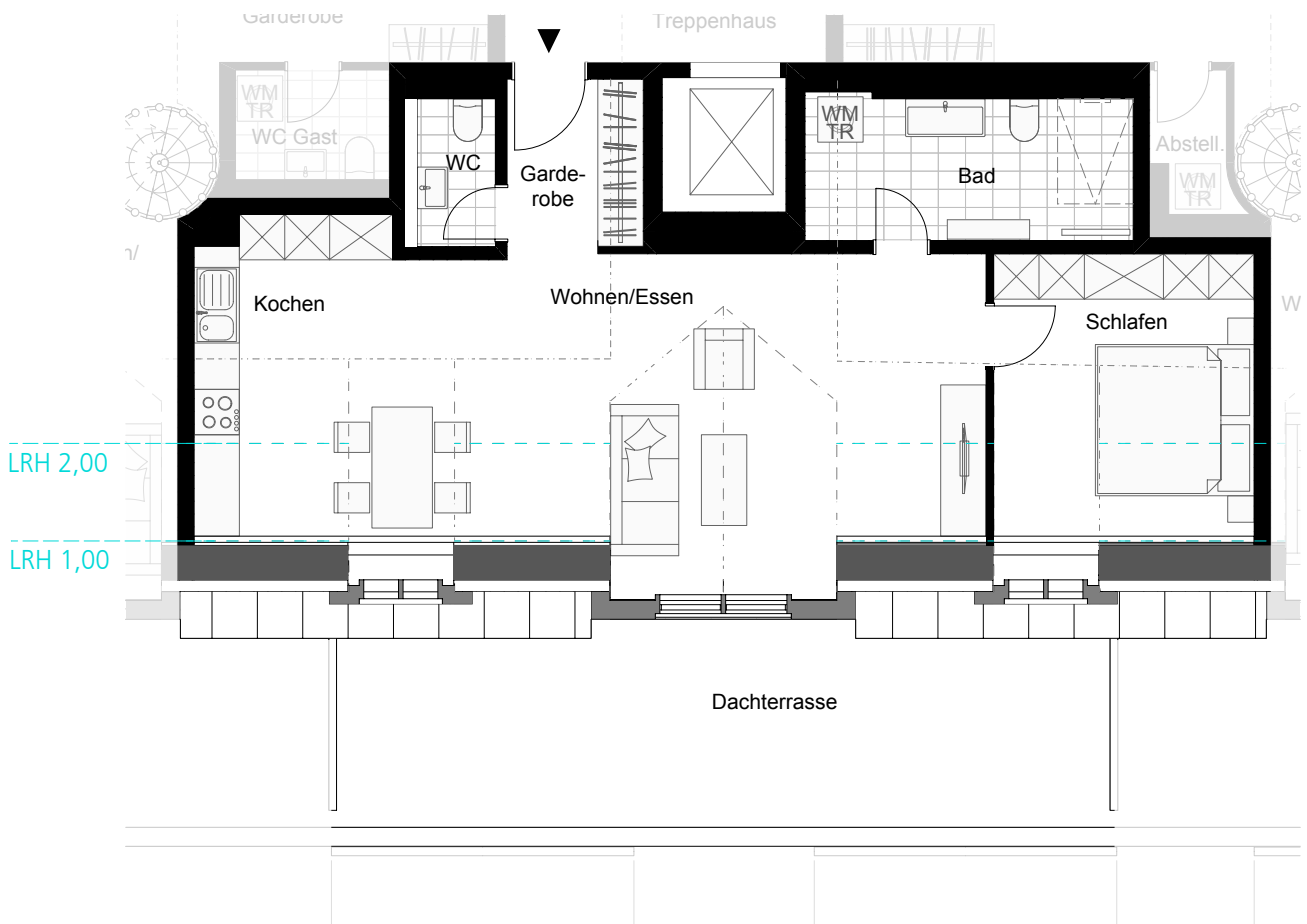 Garderobe
Treppenhaus
WM
TR
WC Gast
WC
Garde-
robe
WM
TR
Bad
Abstell.
WM
TR
n/
Kochen
Wohnen/Essen
Schlafen
W
LRH 2,00
LRH 1,00
Dachterrasse